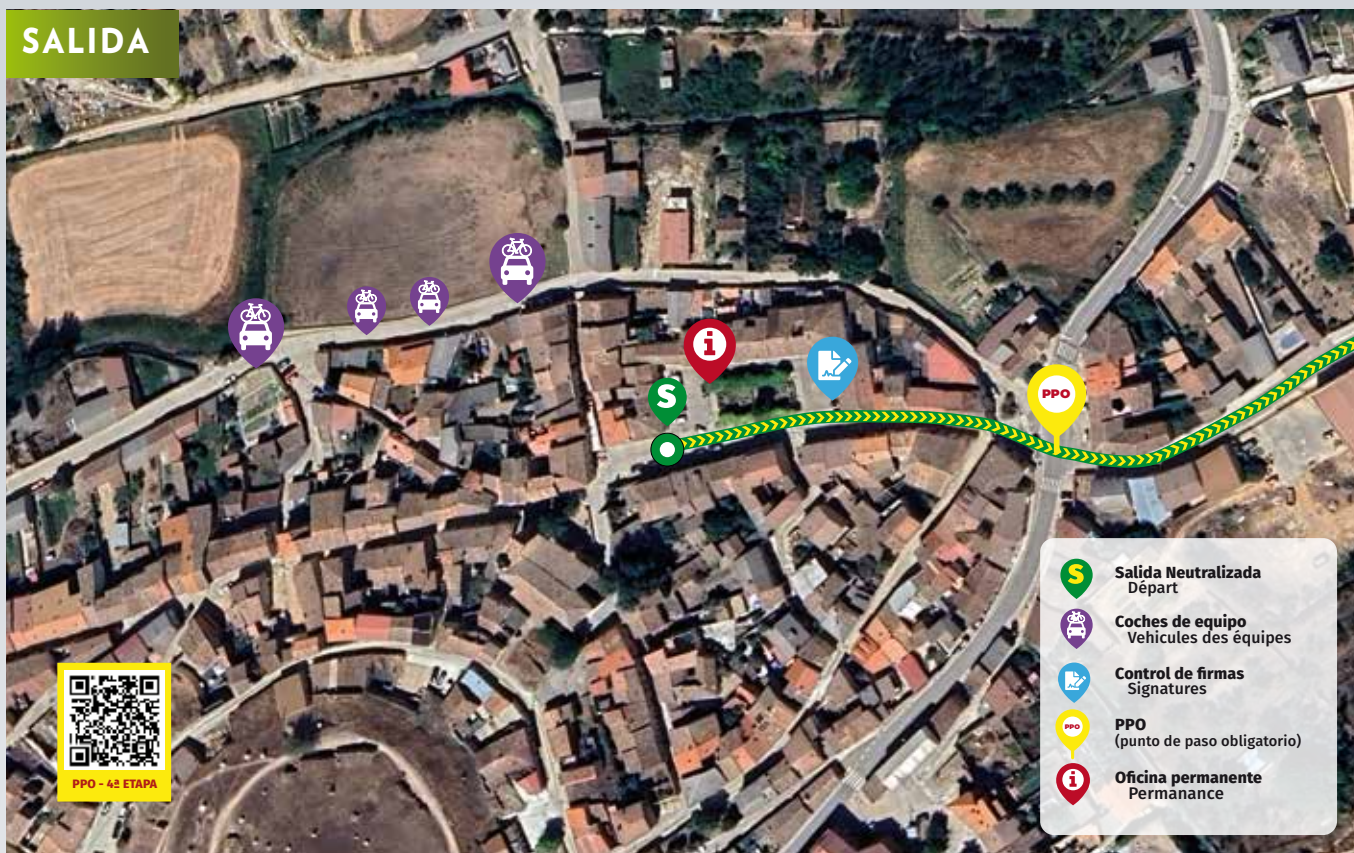 SALIDA
S
PPO
Salida Neutralizada
Départ
Coches de equipo
Vehicules des équipes
Control de firmas
Signatures
PPO
PPO
(punto de paso obligatorio)
Oficina permanente
Permanance
S
PPO - 4ª ETAPA